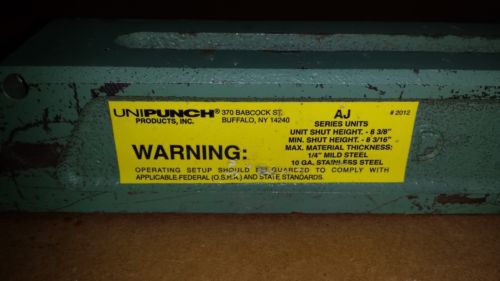 UNIPUNCH® 370 BABCOCK ST.
PRODUCTS, INC. BUFFALO, NY 14240
WARNING:
AJ
# 2012
SERIES UNITS
UNIT SHUT HEIGHT. - 8 3/8"
MIN. SHUT HEIGHT. - 8 3/16"
MAX. MATERIAL THICKNESS:
1/4" MILD STEEL
10 GA. STAINLESS STEEL
OPERATING SETUP SHOULD BE GUARDED TO COMPLY WITH
APPLICABLE FEDERAL (O.S.H.A.) AND STATE STANDARDS.